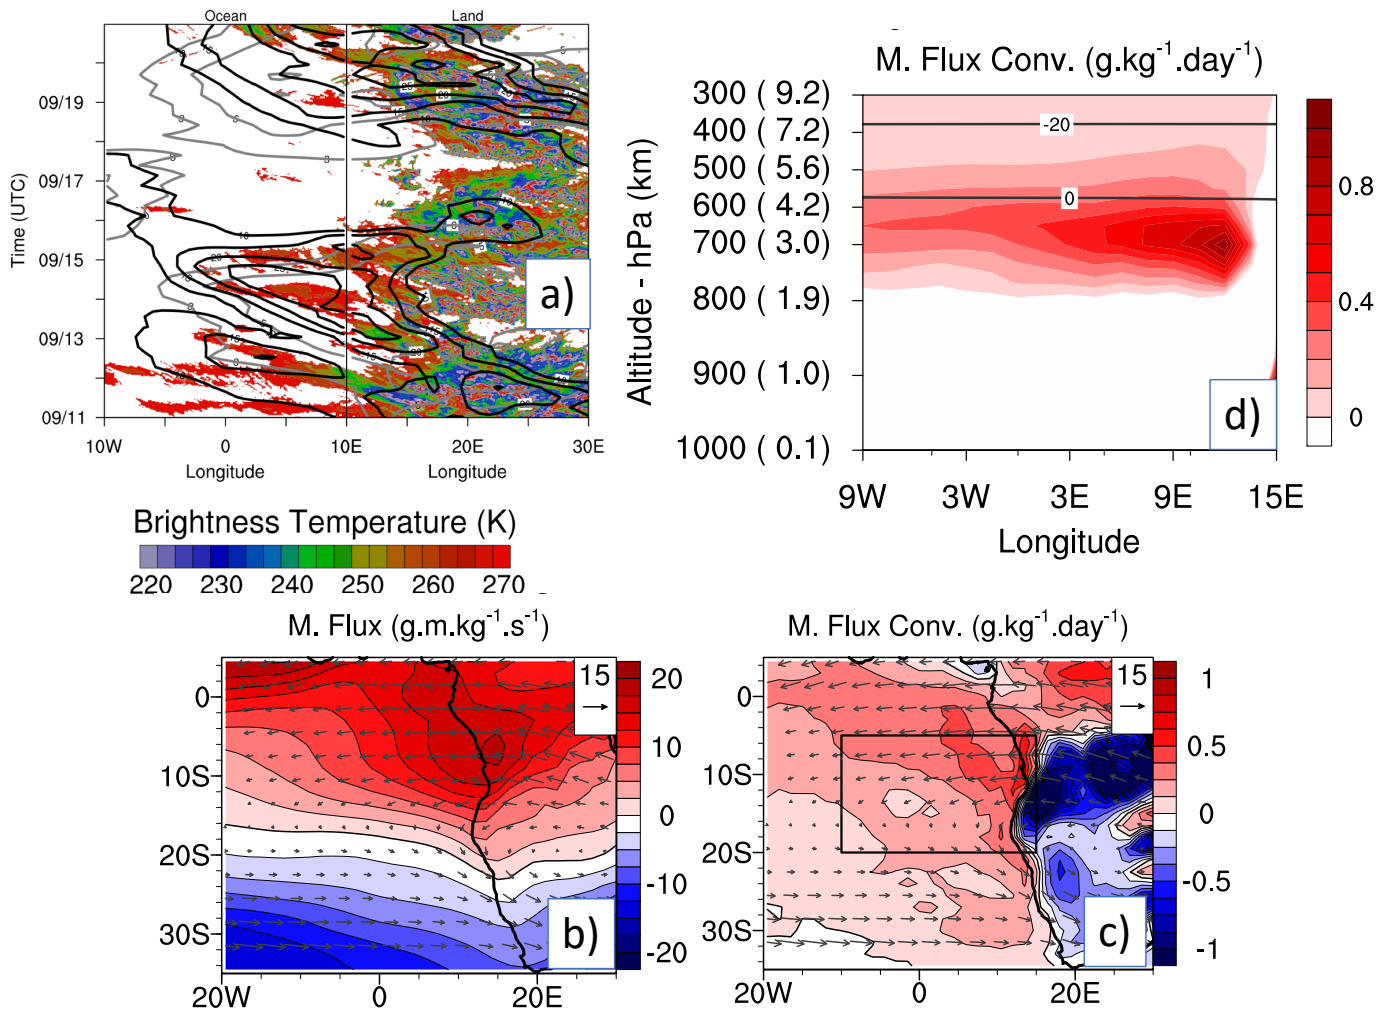 Ocean Land
09/19
09/17
09/15
09/13
09/11
Time (UTC)
10W 0 10E 20E 30E
Longitude Longitude
a)
Brightness Temperature (K)
220 230 240 250 260 270
M. Flux Conv. (g.kg⁻¹.day⁻¹)
300 ( 9.2)
400 ( 7.2)
500 ( 5.6)
600 ( 4.2)
700 ( 3.0)
800 ( 1.9)
900 ( 1.0)
1000 ( 0.1)
Altitude - hPa (km)
-20
0
d)
9W 3W 3E 9E 15E
Longitude
0.8
0.4
0
M. Flux (g.m.kg⁻¹.s⁻¹)
0
10S
20S
30S
20W 0 20E
15
b)
20
10
0
-10
-20
M. Flux Conv. (g.kg⁻¹.day⁻¹)
0
10S
20S
30S
20W 0 20E
15
c)
1
0.5
0
-0.5
-1